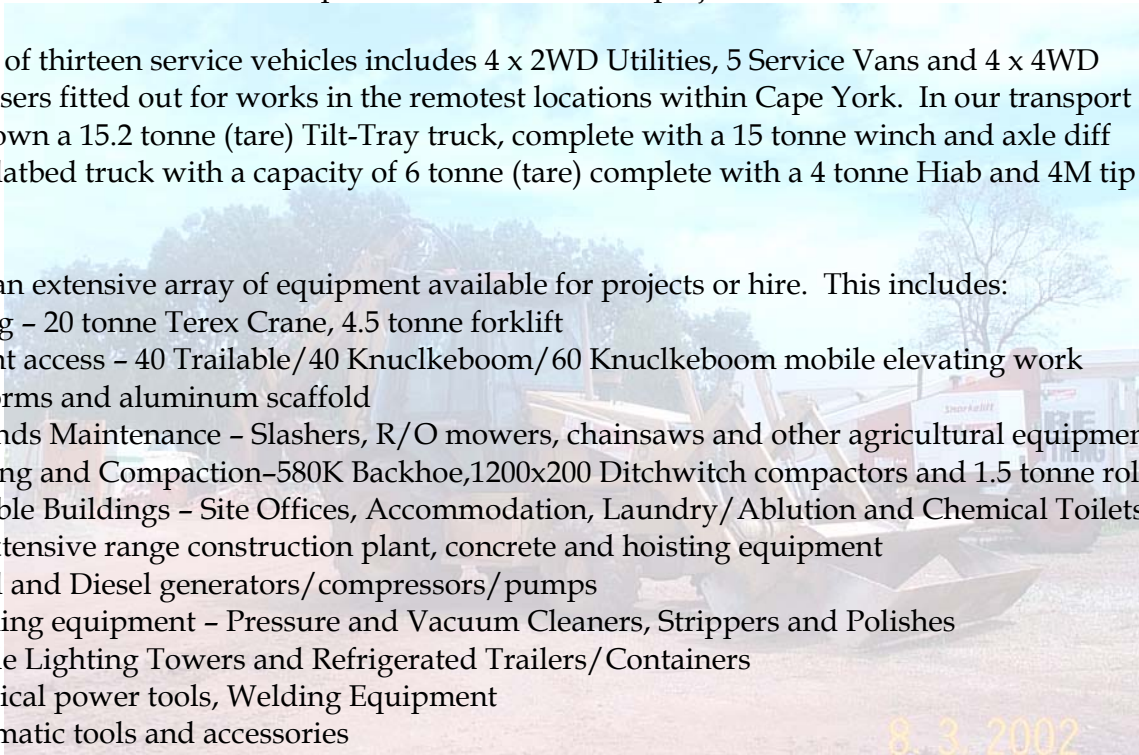 of thirteen service vehicles includes 4 x 2WD Utilities, 5 Service Vans and 4 x 4WD
sers fitted out for works in the remotest locations within Cape York. In our transport
own a 15.2 tonne (tare) Tilt-Tray truck, complete with a 15 tonne winch and axle diff
latbed truck with a capacity of 6 tonne (tare) complete with a 4 tonne Hiab and 4M tip
an extensive array of equipment available for projects or hire. This includes:
g – 20 tonne Terex Crane, 4.5 tonne forklift
nt access – 40 Trailable/40 Knuclkeboom/60 Knuclkeboom mobile elevating work
orms and aluminum scaffold
nds Maintenance – Slashers, R/O mowers, chainsaws and other agricultural equipmen
ng and Compaction–580K Backhoe,1200x200 Ditchwitch compactors and 1.5 tonne rol
ble Buildings – Site Offices, Accommodation, Laundry/Ablution and Chemical Toilets
xtensive range construction plant, concrete and hoisting equipment
l and Diesel generators/compressors/pumps
ing equipment – Pressure and Vacuum Cleaners, Strippers and Polishes
le Lighting Towers and Refrigerated Trailers/Containers
ical power tools, Welding Equipment
matic tools and accessories
Snorkelift
8. 3. 2002